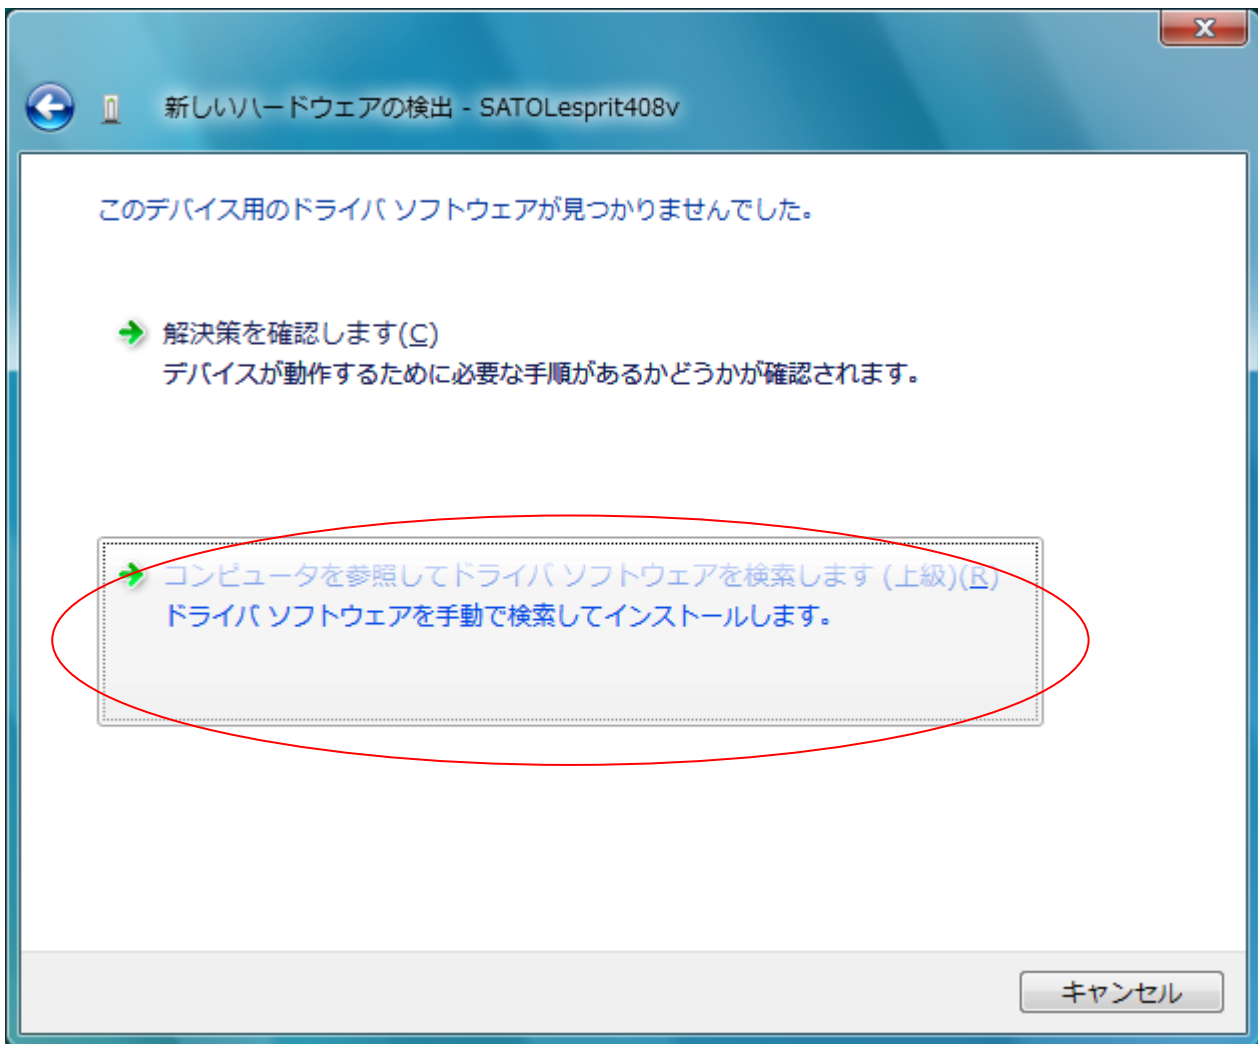 新しいハードウェアの検出 - SATOLesprit408v
このデバイス用のドライバ ソフトウェアが見つかりませんでした。
解決策を確認します(C)
デバイスが動作するために必要な手順があるかどうかが確認されます。
コンピュータを参照してドライバ ソフトウェアを検索します (上級)(R)
ドライバ ソフトウェアを手動で検索してインストールします。
キャンセル